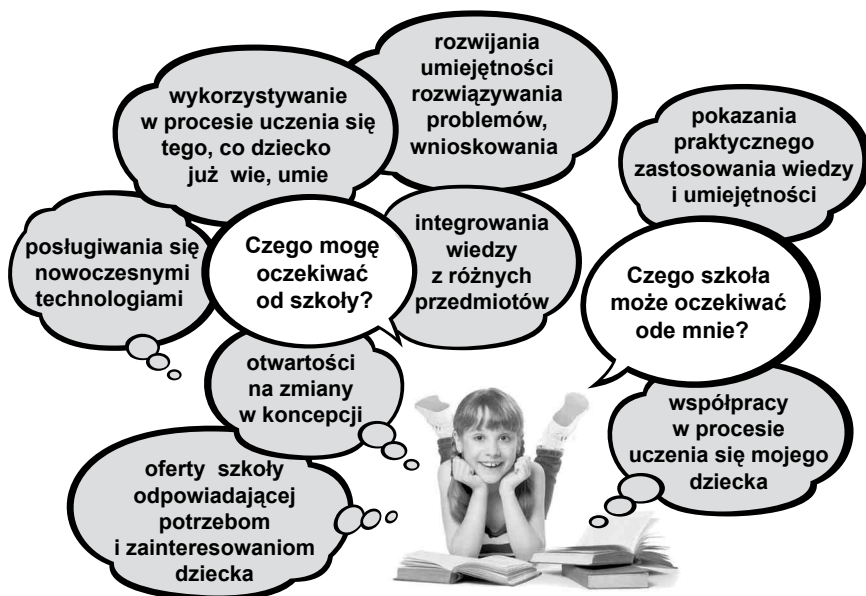 rozwijania
umiejętności
rozwiązywania
problemów,
wnioskowania
wykorzystywanie
w procesie uczenia się
tego, co dziecko
już wie, umie
pokazania
praktycznego
zastosowania wiedzy
i umiejętności
posługiwania się
nowoczesnymi
technologiami
Czego mogę
oczekiwać
od szkoły?
integrowania
wiedzy
z różnych
przedmiotów
Czego szkoła
może oczekiwać
ode mnie?
otwartości
na zmiany
w koncepcji
współpracy
w procesie
uczenia się mojego
dziecka
oferty szkoły
odpowiadającej
potrzebom
i zainteresowaniom
dziecka